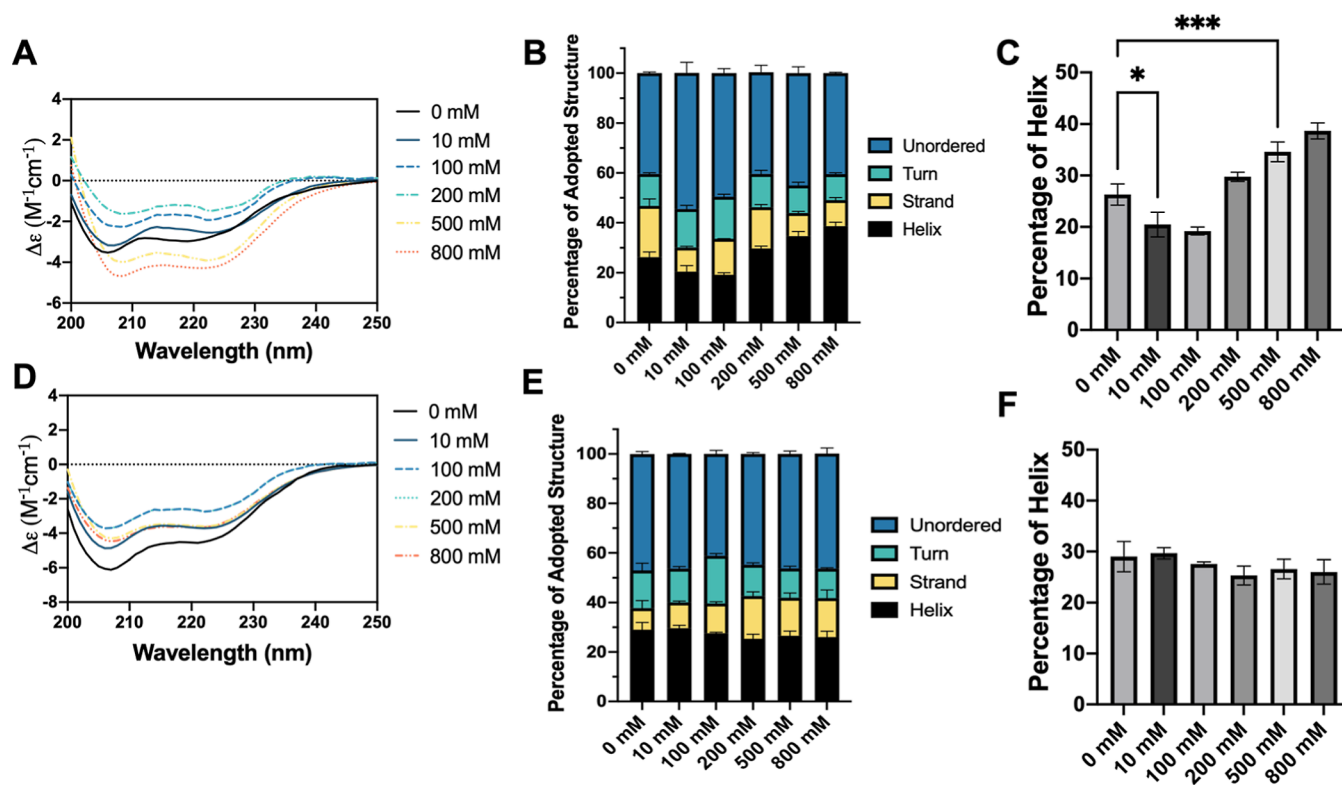 A
Δε (M⁻¹cm⁻¹)
4
2
0
-2
-4
-6
200
210
220
230
240
250
Wavelength (nm)
0 mM
10 mM
100 mM
200 mM
500 mM
800 mM
B
Percentage of Adopted Structure
100
80
60
40
20
0
0 mM
10 mM
100 mM
200 mM
500 mM
800 mM
Unordered
Turn
Strand
Helix
C
Percentage of Helix
50
40
30
20
10
0
***
*
0 mM
10 mM
100 mM
200 mM
500 mM
800 mM
D
Δε (M⁻¹cm⁻¹)
4
2
0
-2
-4
-6
-8
200
210
220
230
240
250
Wavelength (nm)
0 mM
10 mM
100 mM
200 mM
500 mM
800 mM
E
Percentage of Adopted Structure
100
80
60
40
20
0
0 mM
10 mM
100 mM
200 mM
500 mM
800 mM
Unordered
Turn
Strand
Helix
F
Percentage of Helix
50
40
30
20
10
0
0 mM
10 mM
100 mM
200 mM
500 mM
800 mM